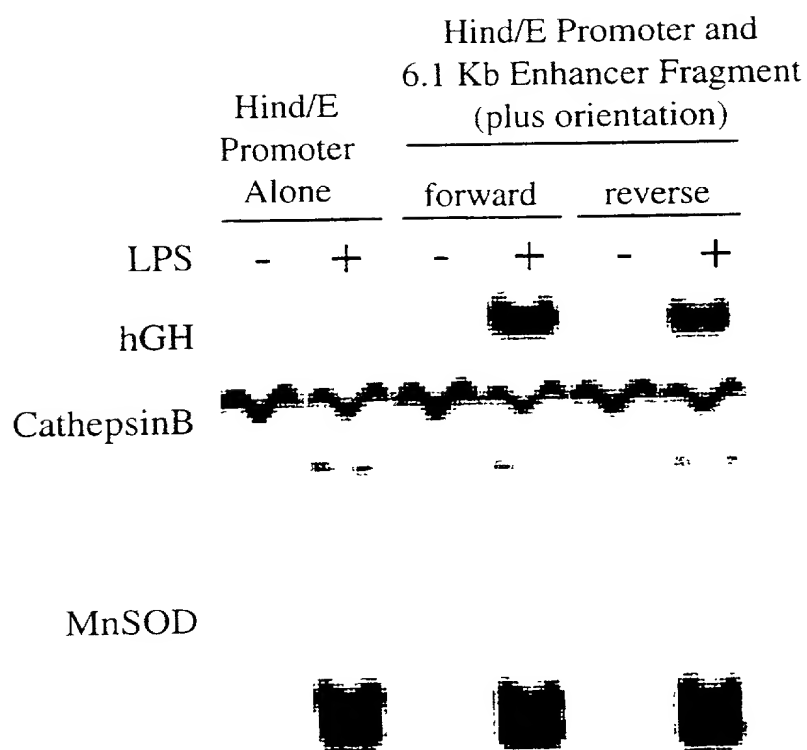 Hind/E Promoter and
6.1 Kb Enhancer Fragment
(plus orientation)
Hind/E
Promoter
Alone
forward
reverse
LPS - + - + - +
hGH
CathepsinB
MnSOD